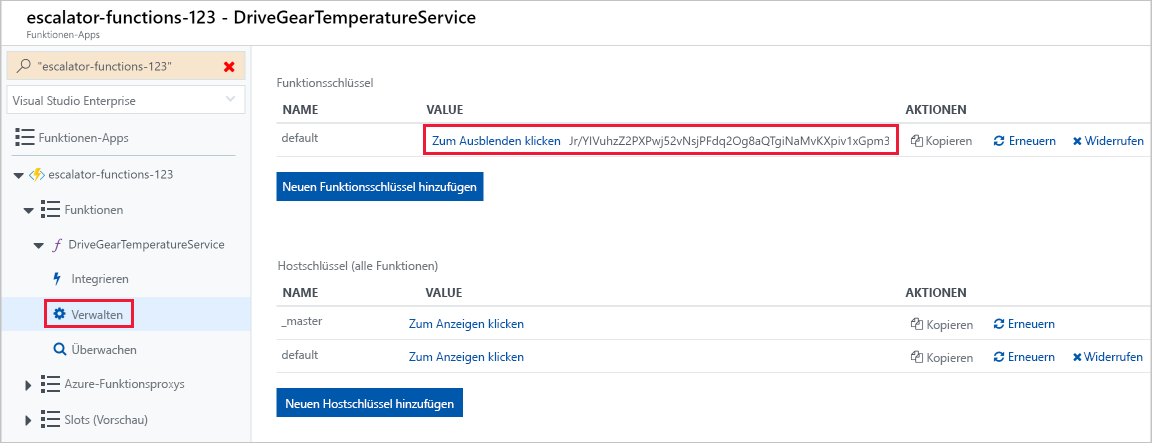 escalator-functions-123 - DriveGearTemperatureService
Funktionen-Apps
"escalator-functions-123"
Visual Studio Enterprise
Funktionen-Apps
escalator-functions-123
Funktionen
DriveGearTemperatureService
Integrieren
Verwalten
Überwachen
Azure-Funktionsproxys
Slots (Vorschau)
Funktionsschlüssel
NAME VALUE AKTIONEN
default Zum Ausblenden klicken Jr/YIVuhzZ2PXPwj52vNsjPFdq2Og8aQTgiNaMvKXpiv1xGpm3 Kopieren Erneuern Widerrufen
Neuen Funktionsschlüssel hinzufügen
Hostschlüssel (alle Funktionen)
NAME VALUE AKTIONEN
_master Zum Anzeigen klicken Kopieren Erneuern
default Zum Anzeigen klicken Kopieren Erneuern Widerrufen
Neuen Hostschlüssel hinzufügen